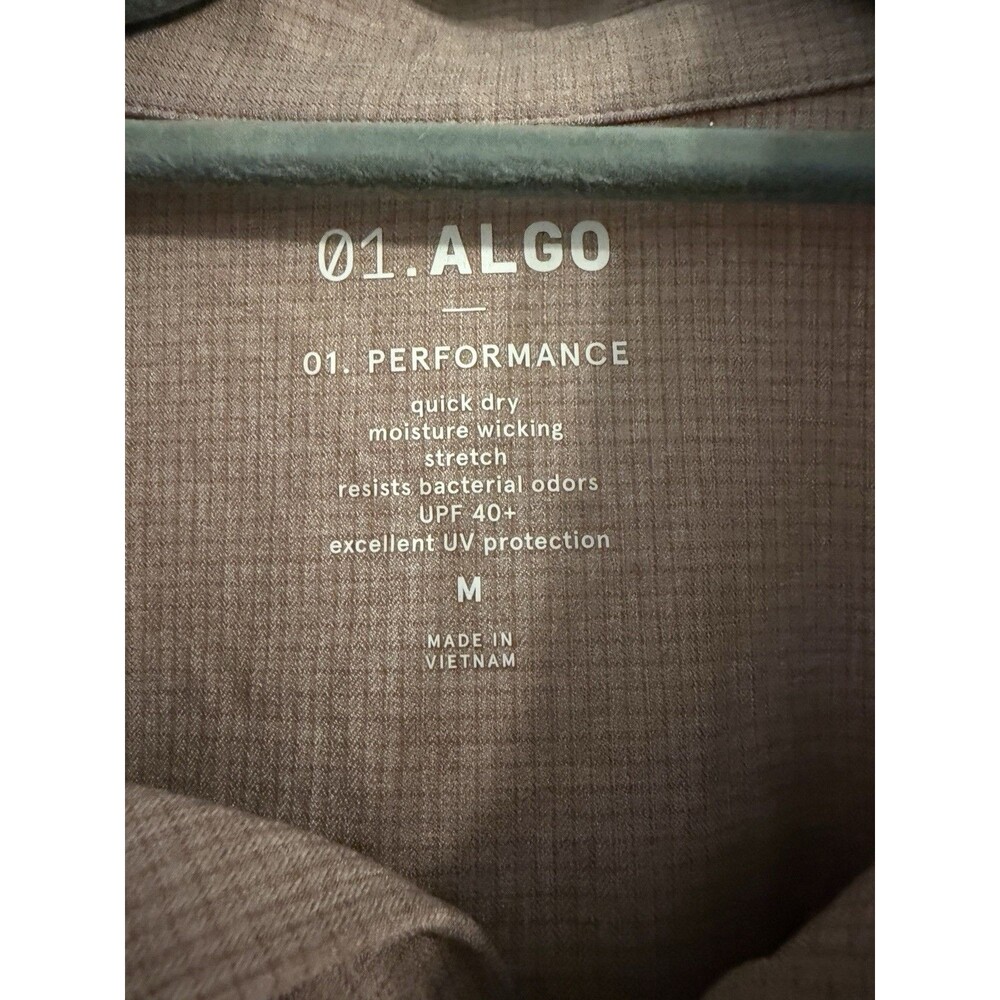 01.ALGO
01. PERFORMANCE
quick dry
moisture wicking
stretch
resists bacterial odors
UPF 40+
excellent UV protection
M
MADE IN
VIETNAM